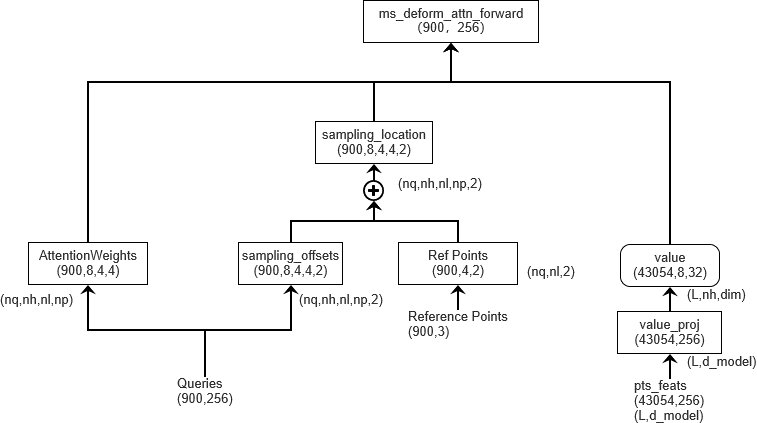 ms_deform_attn_forward
(900, 256)
sampling_location
(900,8,4,4,2)
(nq,nh,nl,np,2)
AttentionWeights
(900,8,4,4)
sampling_offsets
(900,8,4,4,2)
Ref Points
(900,4,2)
(nq,nl,2)
value
(43054,8,32)
(nq,nh,nl,np)
(nq,nh,nl,np,2)
(L,nh,dim)
Reference Points
(900,3)
value_proj
(43054,256)
(L,d_model)
Queries
(900,256)
pts_feats
(43054,256)
(L,d_model)